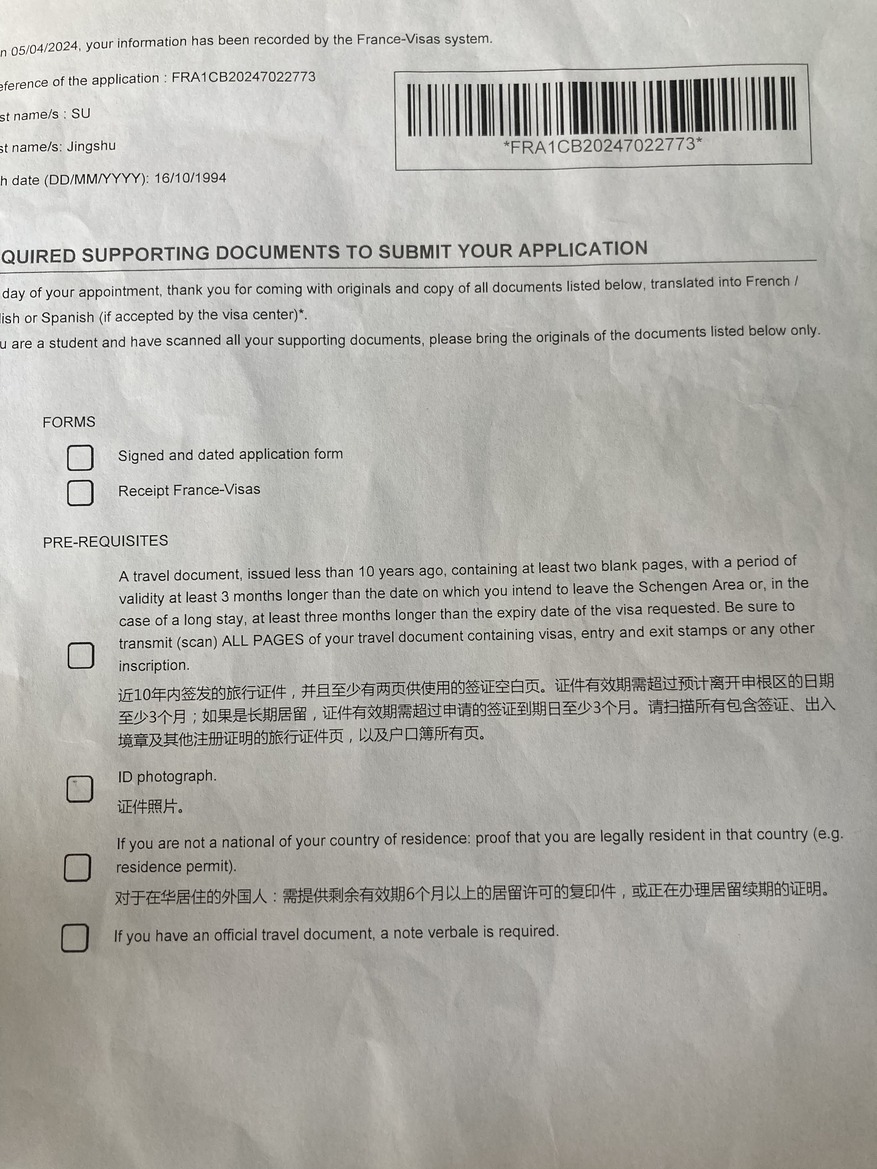 n 05/04/2024, your information has been recorded by the France-Visas system.
eference of the application : FRA1CB20247022773
st name/s : SU
st name/s: Jingshu
h date (DD/MM/YYYY): 16/10/1994
*FRA1CB20247022773*
QUIRED SUPPORTING DOCUMENTS TO SUBMIT YOUR APPLICATION
day of your appointment, thank you for coming with originals and copy of all documents listed below, translated into French /
lish or Spanish (if accepted by the visa center)*.
u are a student and have scanned all your supporting documents, please bring the originals of the documents listed below only.
FORMS
Signed and dated application form
Receipt France-Visas
PRE-REQUISITES
A travel document, issued less than 10 years ago, containing at least two blank pages, with a period of
validity at least 3 months longer than the date on which you intend to leave the Schengen Area or, in the
case of a long stay, at least three months longer than the expiry date of the visa requested. Be sure to
transmit (scan) ALL PAGES of your travel document containing visas, entry and exit stamps or any other
inscription.
近10年内签发的旅行证件，并且至少有两页供使用的签证空白页。证件有效期需超过预计离开申根区的日期
至少3个月；如果是长期居留，证件有效期需超过申请的签证到期日至少3个月。请扫描所有包含签证、出入
境章及其他注册证明的旅行证件页，以及户口簿所有页。
ID photograph.
证件照片。
If you are not a national of your country of residence: proof that you are legally resident in that country (e.g.
residence permit).
对于在华居住的外国人：需提供剩余有效期6个月以上的居留许可的复印件，或正在办理居留续期的证明。
If you have an official travel document, a note verbale is required.